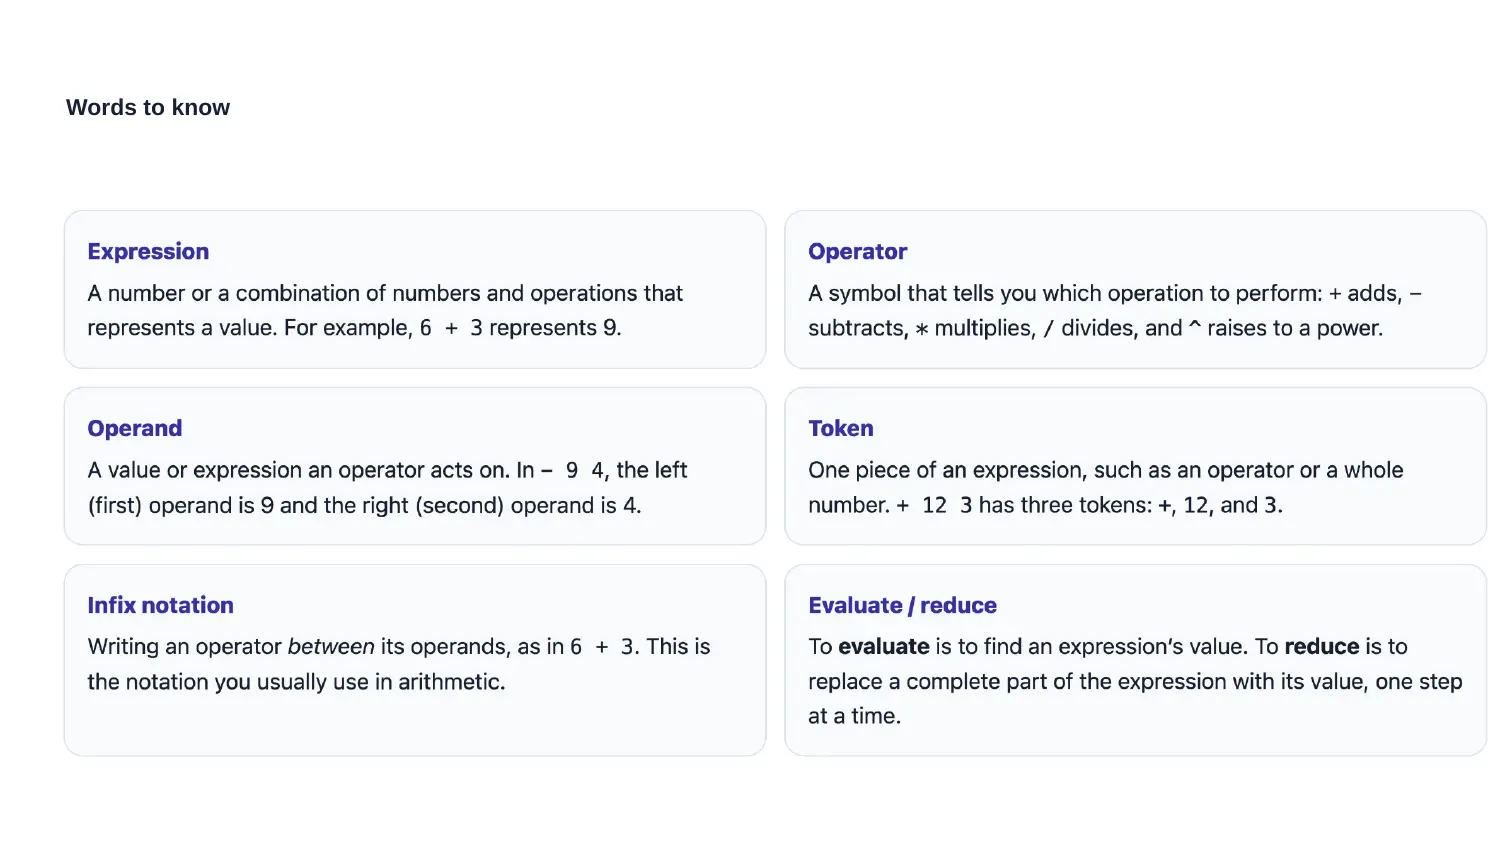 Words to know
Expression
A number or a combination of numbers and operations that
represents a value. For example, 6 + 3 represents 9.
Operator
A symbol that tells you which operation to perform: + adds, −
subtracts, * multiplies, / divides, and ^ raises to a power.
Operand
A value or expression an operator acts on. In − 9 4, the left
(first) operand is 9 and the right (second) operand is 4.
Token
One piece of an expression, such as an operator or a whole
number. + 12 3 has three tokens: +, 12, and 3.
Infix notation
Writing an operator between its operands, as in 6 + 3. This is
the notation you usually use in arithmetic.
Evaluate / reduce
To evaluate is to find an expression's value. To reduce is to
replace a complete part of the expression with its value, one step
at a time.